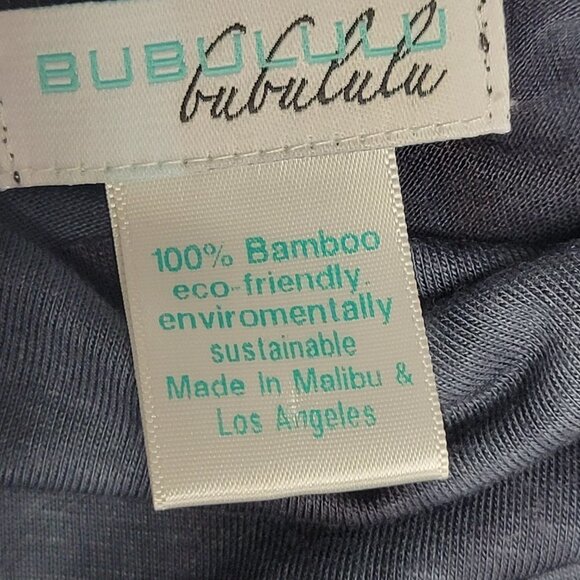 BUBULULU
bubululu
100% Bamboo
eco-friendly.
enviromentally
sustainable
Made in Malibu &
Los Angeles